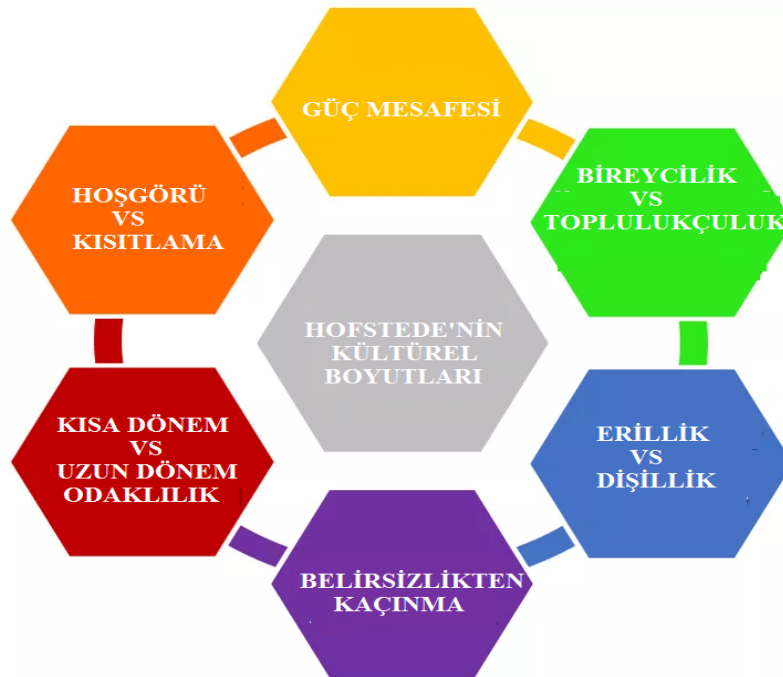 GÜÇ MESAFESİ
BİREYCİLİK
VS
TOPLULUKÇULUK
HOŞGÖRÜ
VS
KISITLAMA
HOFSTEDE'NİN
KÜLTÜREL
BOYUTLARI
KISA DÖNEM
VS
UZUN DÖNEM
ODAKLILIK
ERİLLİK
VS
DİŞİLLİK
BELİRSİZLİKTEN
KAÇINMA